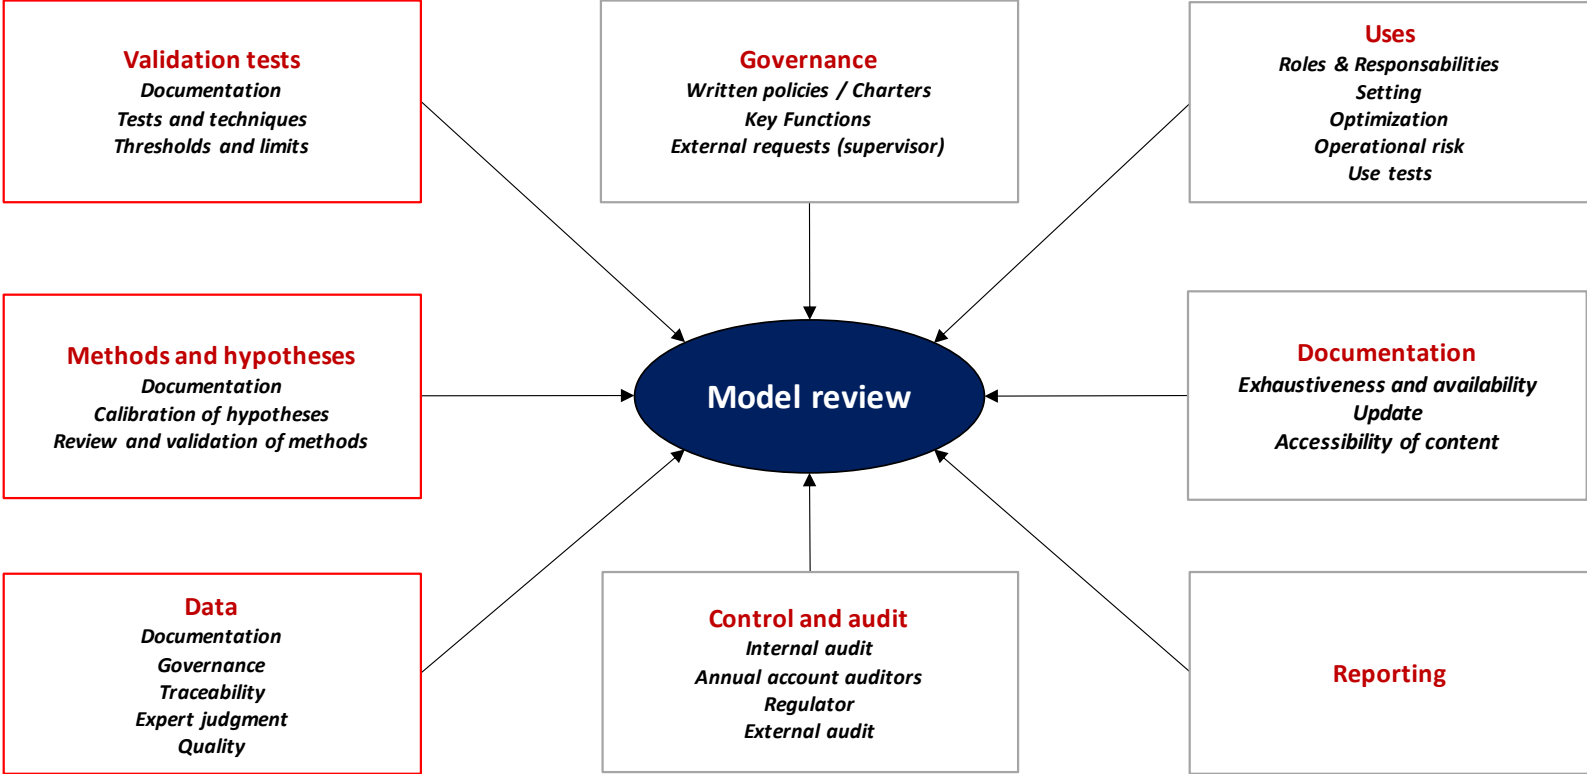 Validation tests
Documentation
Tests and techniques
Thresholds and limits
Governance
Written policies / Charters
Key Functions
External requests (supervisor)
Uses
Roles & Responsabilities
Setting
Optimization
Operational risk
Use tests
Methods and hypotheses
Documentation
Calibration of hypotheses
Review and validation of methods
Model review
Documentation
Exhaustiveness and availability
Update
Accessibility of content
Data
Documentation
Governance
Traceability
Expert judgment
Quality
Control and audit
Internal audit
Annual account auditors
Regulator
External audit
Reporting